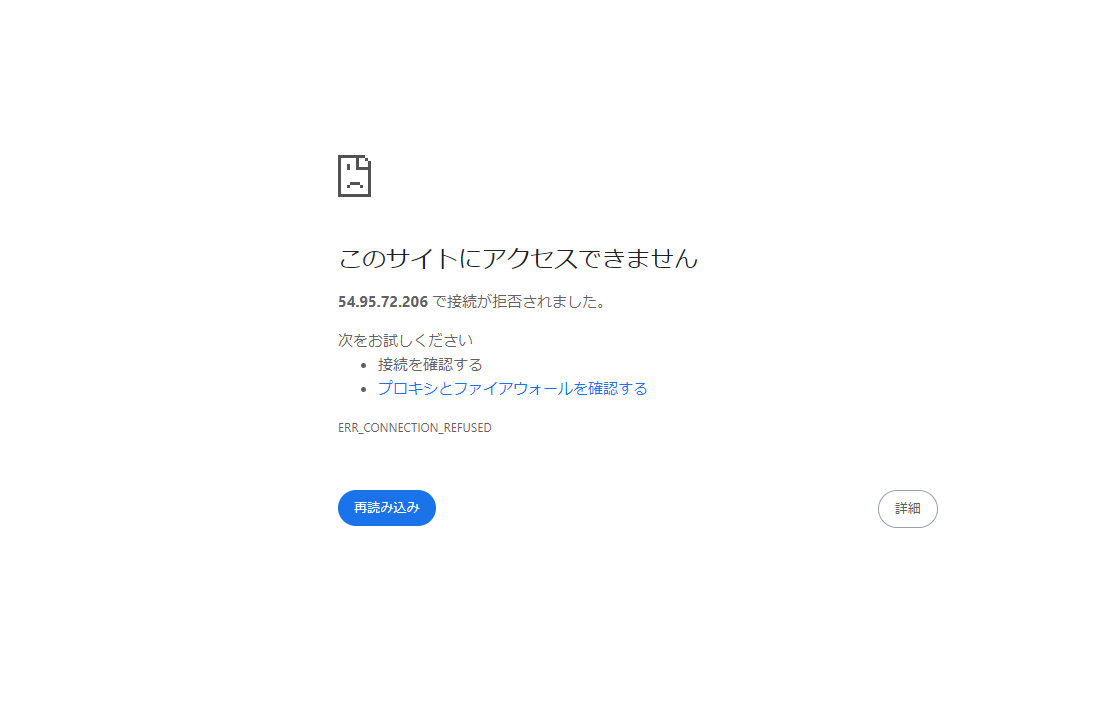 このサイトにアクセスできません
54.95.72.206 で接続が拒否されました。
次をお試しください
• 接続を確認する
• プロキシとファイアウォールを確認する
ERR_CONNECTION_REFUSED
再読み込み
詳細